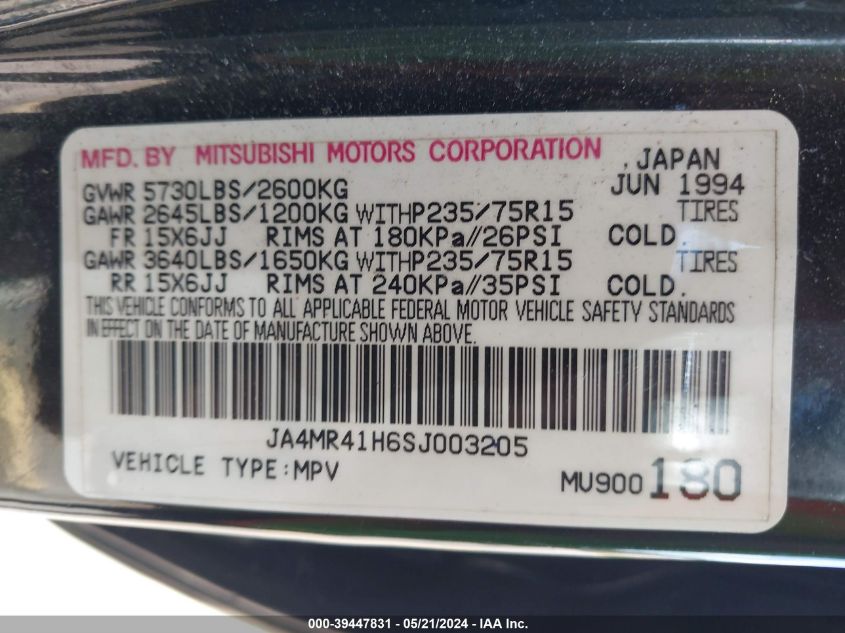 MFD. BY MITSUBISHI MOTORS CORPORATION , JAPAN
GVWR 5730LBS/2600KG JUN 1994
GAWR 2645LBS/1200KG WITHP235/75R15 TIRES
FR 15X6JJ RIMS AT 180KPa//26PSI COLD.
GAWR 3640LBS/1650KG WITHP235/75R15 TIRES
RR 15X6JJ RIMS AT 240KPa//35PSI COLD.
THIS VEHICLE CONFORMS TO ALL APPLICABLE FEDERAL MOTOR VEHICLE SAFETY STANDARDS
IN EFFECT ON THE DATE OF MANUFACTURE SHOWN ABOVE.
JA4MR41H6SJ003205
VEHICLE TYPE:MPV
MU900 180
000-39447831 - 05/21/2024 - Copyright © 2024 IAA, Inc.